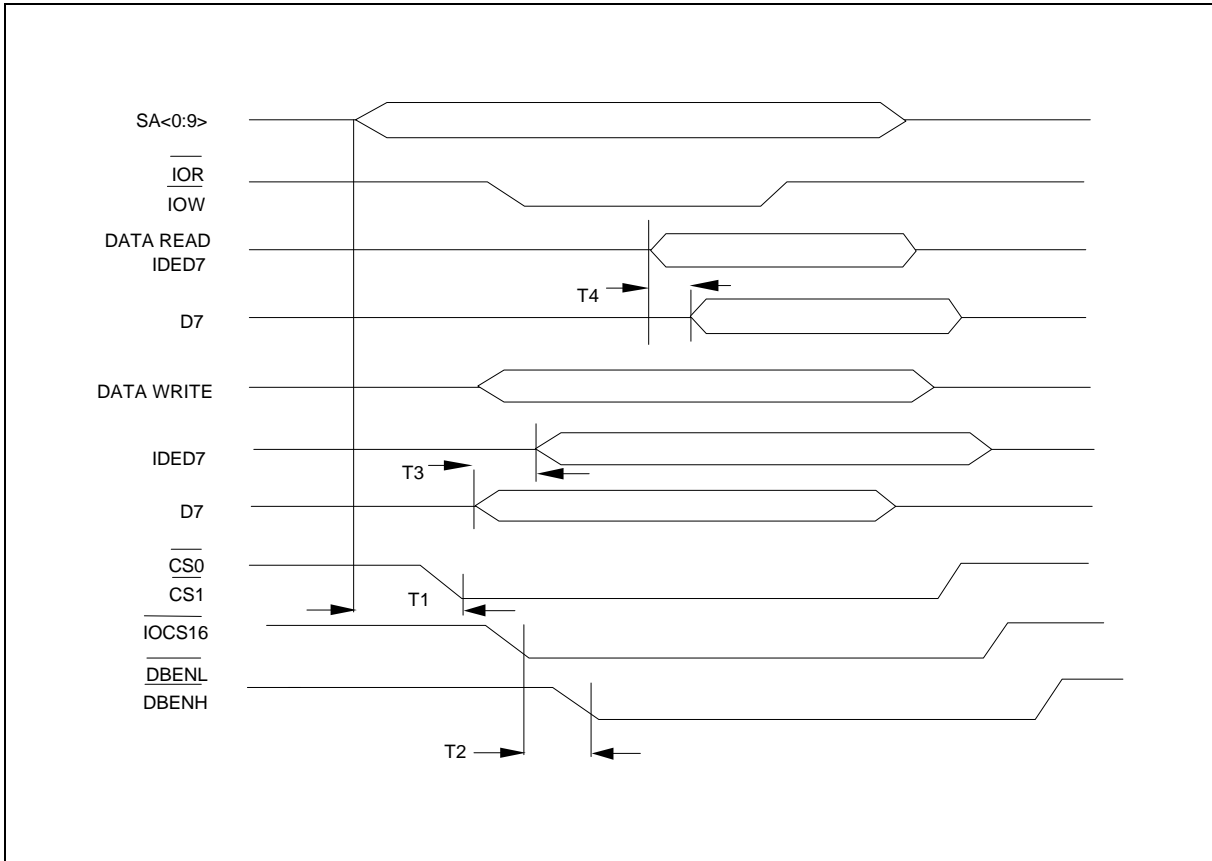 SA<0:9>
IOR
IOW
DATA READ
IDED7
T4
D7
DATA WRITE
IDED7
T3
D7
CS0
CS1
T1
IOCS16
DBENL
DBENH
T2